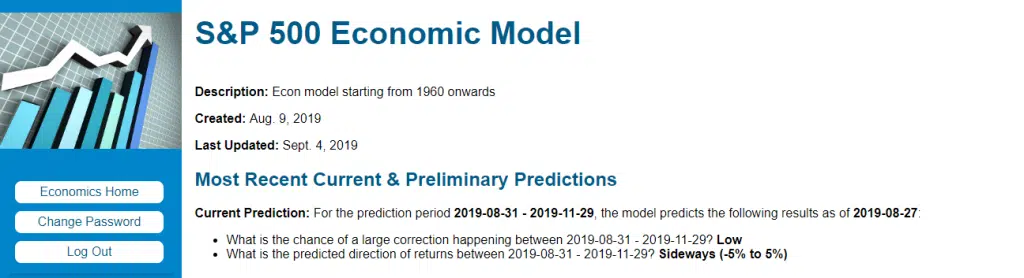 S&P 500 Economic Model
Description: Econ model starting from 1960 onwards
Created: Aug. 9, 2019
Last Updated: Sept. 4, 2019
Most Recent Current & Preliminary Predictions
Current Prediction: For the prediction period 2019-08-31 - 2019-11-29, the model predicts the following results as of 2019-08-27:
• What is the chance of a large correction happening between 2019-08-31 - 2019-11-29? Low
• What is the predicted direction of returns between 2019-08-31 - 2019-11-29? Sideways (-5% to 5%)
Economics Home
Change Password
Log Out